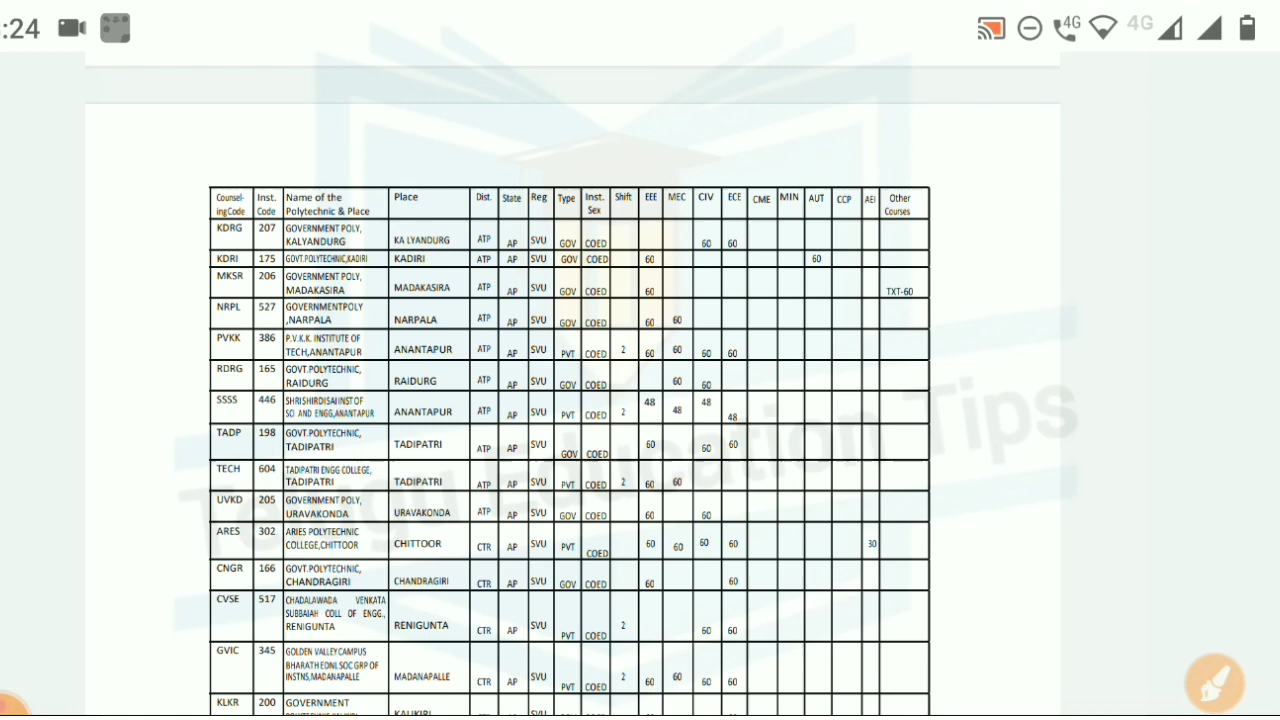 :24 4G 4G
Counsel-ing Code Inst. Code Name of the Polytechnic & Place Place Dist. State Reg Type Inst. Sex Shift EEE MEC CIV ECE CME MIN AUT CCP AEI Other Courses
KDRG 207 GOVERNMENT POLY, KALYANDURG KA LYANDURG ATP AP SVU GOV COED 60 60
KDRI 175 GOVT.POLYTECHNIC,KADIRI KADIRI ATP AP SVU GOV COED 60 60
MKSR 206 GOVERNMENT POLY, MADAKASIRA MADAKASIRA ATP AP SVU GOV COED 60 TXT-60
NRPL 527 GOVERNMENTPOLY ,NARPALA NARPALA ATP AP SVU GOV COED 60 60
PVKK 386 P.V.K.K. INSTITUTE OF TECH,ANANTAPUR ANANTAPUR ATP AP SVU PVT COED 2 60 60 60 60
RDRG 165 GOVT.POLYTECHNIC, RAIDURG RAIDURG ATP AP SVU GOV COED 60 60
SSSS 446 SHRISHIRDISAIINST OF SCI AND ENGG,ANANTAPUR ANANTAPUR ATP AP SVU PVT COED 2 48 48 48 48
TADP 198 GOVT.POLYTECHNIC, TADIPATRI TADIPATRI ATP AP SVU GOV COED 60 60 60
TECH 604 TADIPATRI ENGG COLLEGE, TADIPATRI TADIPATRI ATP AP SVU PVT COED 2 60 60
UVKD 205 GOVERNMENT POLY, URAVAKONDA URAVAKONDA ATP AP SVU GOV COED 60 60
ARES 302 ARIES POLYTECHNIC COLLEGE,CHITTOOR CHITTOOR CTR AP SVU PVT COED 60 60 60 60 30
CNGR 166 GOVT.POLYTECHNIC, CHANDRAGIRI CHANDRAGIRI CTR AP SVU GOV COED 60 60
CVSE 517 CHADALAWADA VENKATA SUBBAIAH COLL OF ENGG., RENIGUNTA RENIGUNTA CTR AP SVU PVT COED 2 60 60
GVIC 345 GOLDEN VALLEY CAMPUS BHARATH EDNL SOC GRP OF INSTNS,MADANAPALLE MADANAPALLE CTR AP SVU PVT COED 2 60 60 60 60
KLKR 200 GOVERNMENT KALIKIRI SVU
Telugu Education Tips